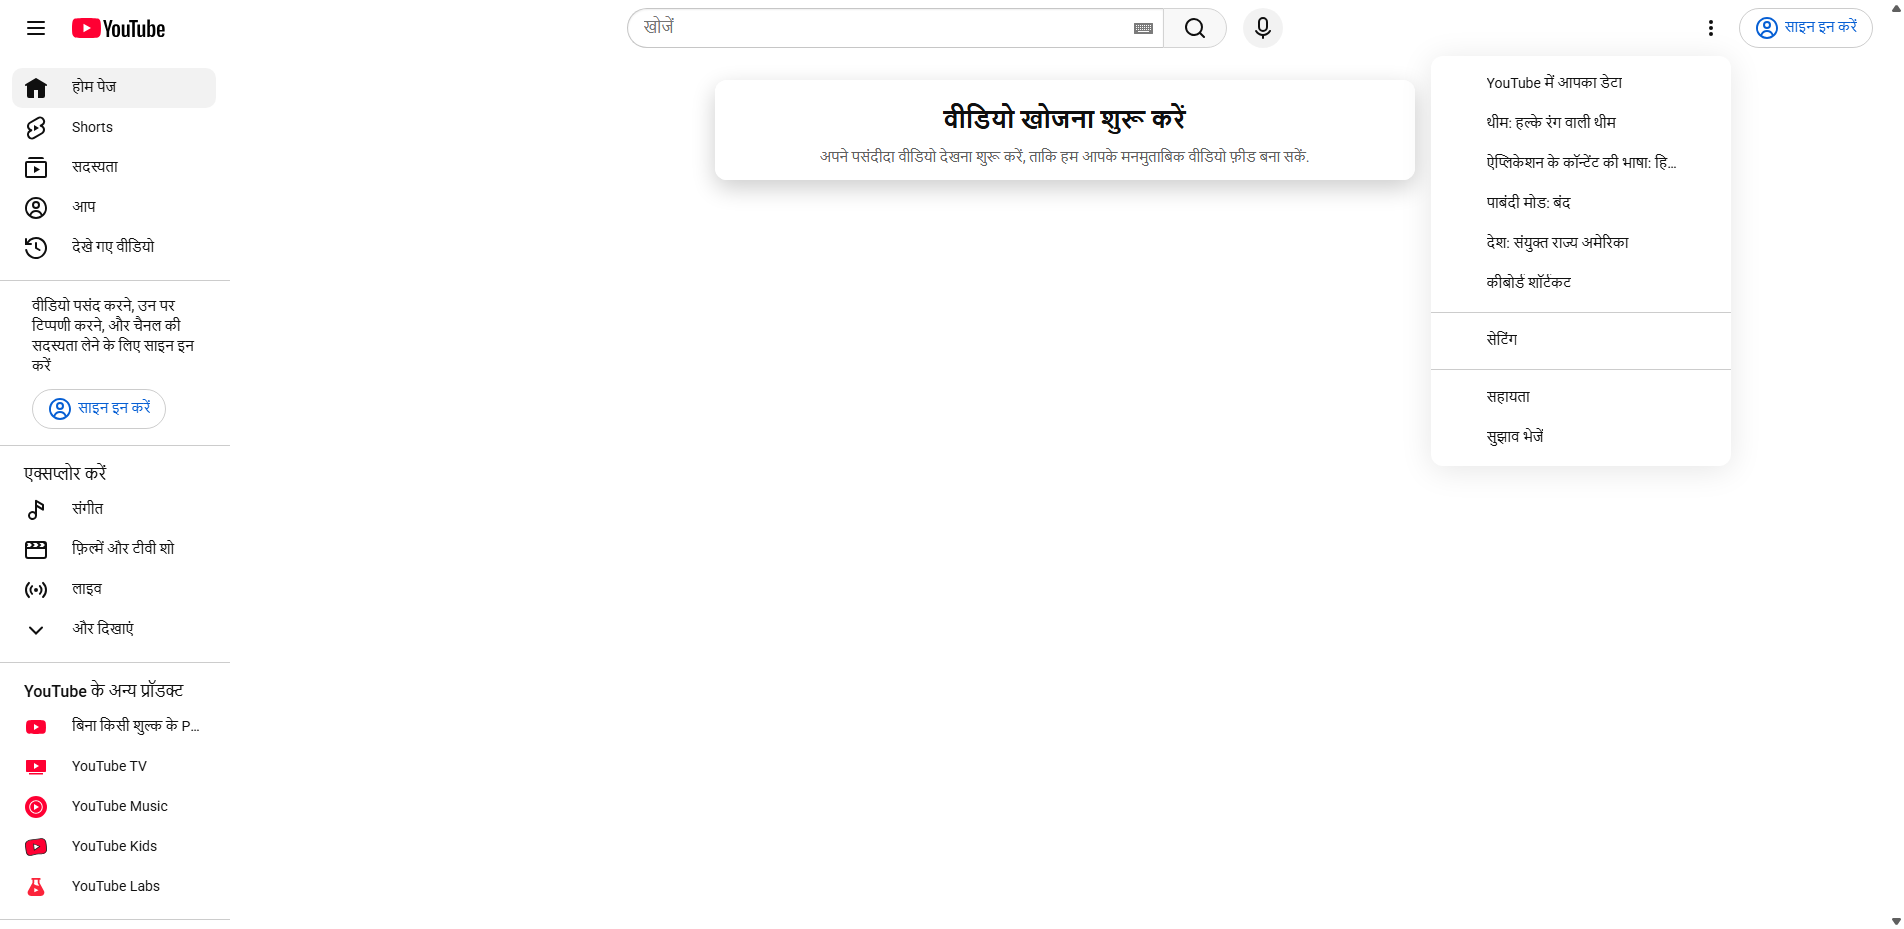 YouTube
खोजें
साइन इन करें
होम पेज
Shorts
सदस्यता
आप
देखे गए वीडियो
वीडियो पसंद करने, उन पर
टिप्पणी करने, और चैनल की
सदस्यता लेने के लिए साइन इन
करें
साइन इन करें
एक्सप्लोर करें
संगीत
फ़िल्में और टीवी शो
लाइव
और दिखाएं
YouTube के अन्य प्रॉडक्ट
बिना किसी शुल्क के P...
YouTube TV
YouTube Music
YouTube Kids
YouTube Labs
वीडियो खोजना शुरू करें
अपने पसंदीदा वीडियो देखना शुरू करें, ताकि हम आपके मनमुताबिक वीडियो फ़ीड बना सकें.
YouTube में आपका डेटा
थीम: हल्के रंग वाली थीम
ऐप्लिकेशन के कॉन्टेंट की भाषा: हि...
पाबंदी मोड: बंद
देश: संयुक्त राज्य अमेरिका
कीबोर्ड शॉर्टकट
सेटिंग
सहायता
सुझाव भेजें